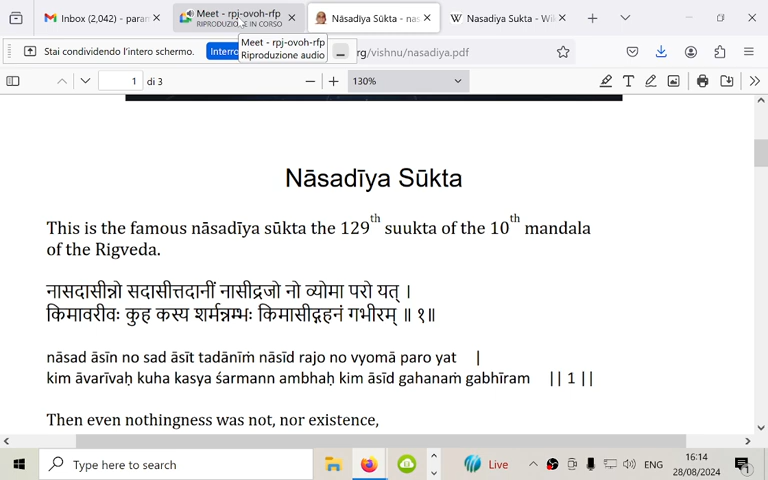 Inbox (2,042) - paran
Meet - rpj-ovoh-rfp
RIPRODUZIONE IN CORSO
Nāsadīya Sūkta - nas
Nasadiya Sukta - Wi
Stai condividendo l'intero schermo.
Interro
Meet - rpj-ovoh-rfp
Riproduzione audio
rg/vishnu/nasadiya.pdf
1 di 3
130%
Nāsadīya Sūkta
This is the famous nāsadīya sūkta the 129th suukta of the 10th mandala
of the Rigveda.
नासदासीन्नो सदासीत्तदानीं नासीद्रजो नो व्योमा परो यत् ।
किमावरीवः कुह कस्य शर्मन्नम्भः किमासीद्गहनं गभीरम् ॥ १॥
nāsad āsīn no sad āsīt tadānīṁ nāsīd rajo no vyomā paro yat |
kim āvarīvaḥ kuha kasya śarmann ambhaḥ kim āsīd gahanaṁ gabhīram || 1 ||
Then even nothingness was not, nor existence,
Type here to search
Live
ENG
16:14
28/08/2024